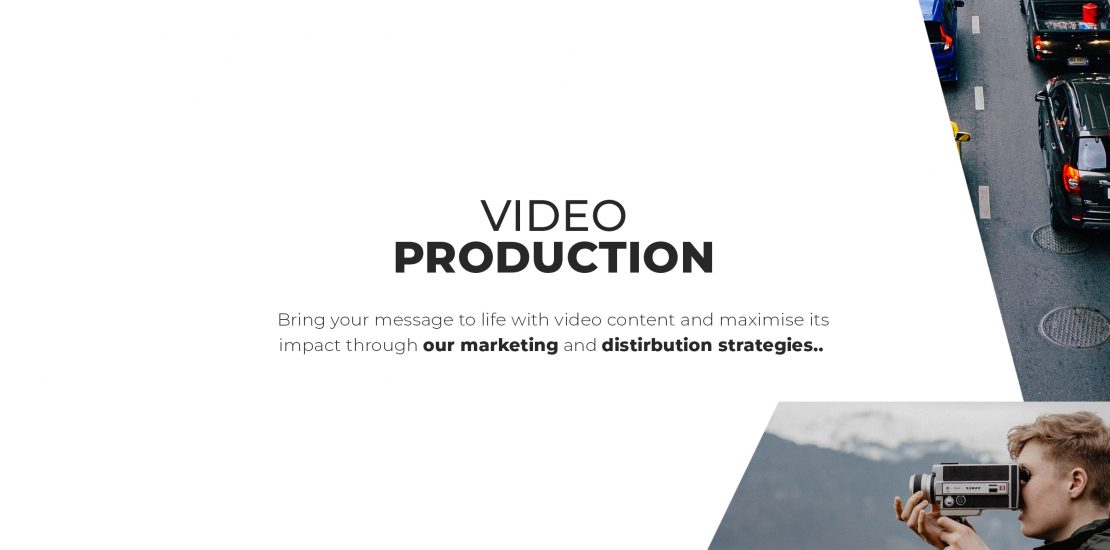 VIDEO
PRODUCTION
Bring your message to life with video content and maximise its
impact through our marketing and distirbution strategies..